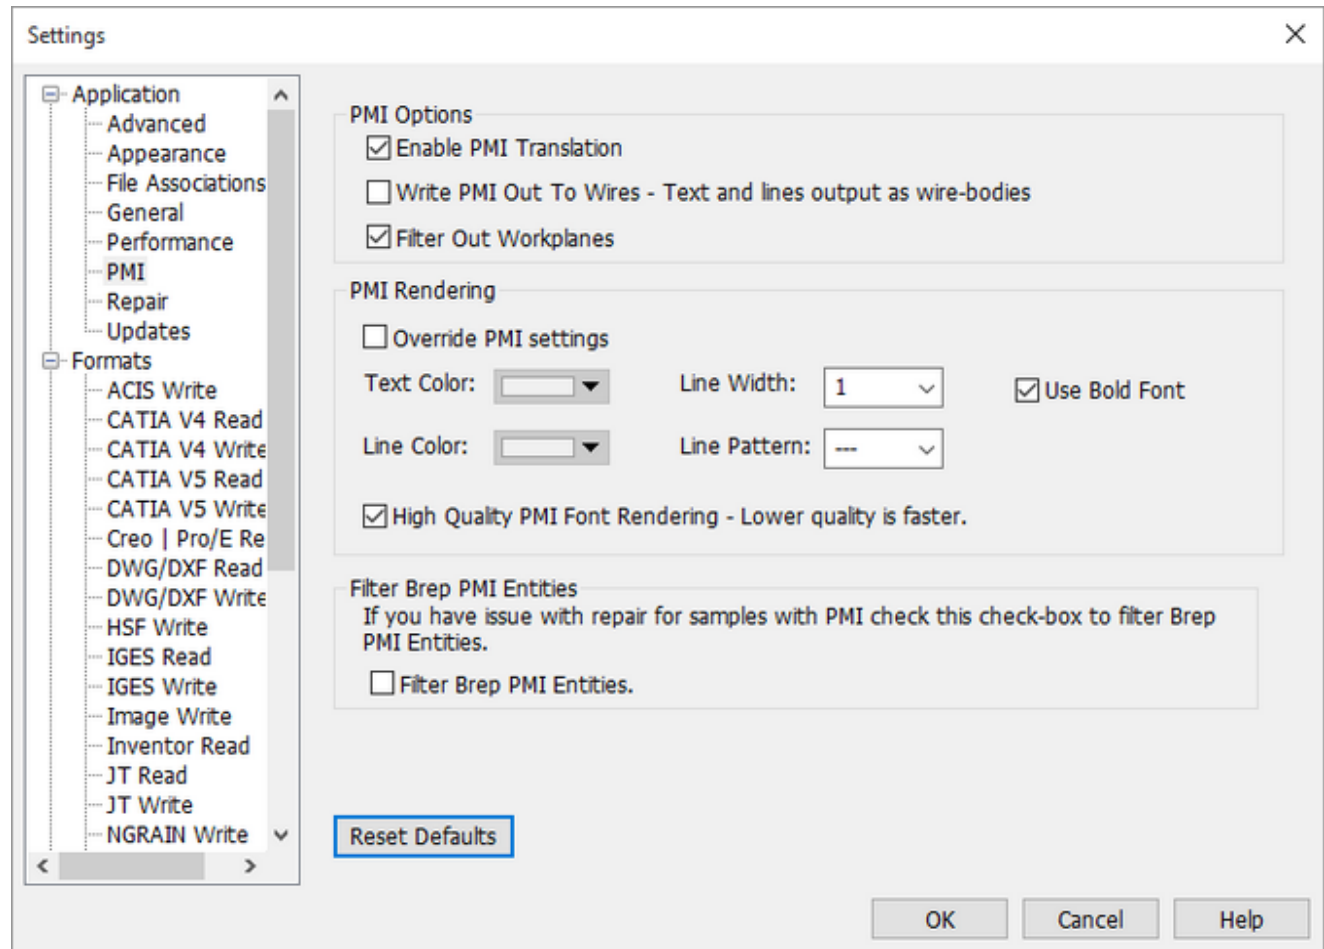 Settings
Application
Advanced
Appearance
File Associations
General
Performance
PMI
Repair
Updates
Formats
ACIS Write
CATIA V4 Read
CATIA V4 Write
CATIA V5 Read
CATIA V5 Write
Creo | Pro/E Re
DWG/DXF Read
DWG/DXF Write
HSF Write
IGES Read
IGES Write
Image Write
Inventor Read
JT Read
JT Write
NGRAIN Write
PMI Options
Enable PMI Translation
Write PMI Out To Wires - Text and lines output as wire-bodies
Filter Out Workplanes
PMI Rendering
Override PMI settings
Text Color: Line Width: 1 Use Bold Font
Line Color: Line Pattern: ---
High Quality PMI Font Rendering - Lower quality is faster.
Filter Brep PMI Entities
If you have issue with repair for samples with PMI check this check-box to filter Brep
PMI Entities.
Filter Brep PMI Entities.
Reset Defaults
OK Cancel Help